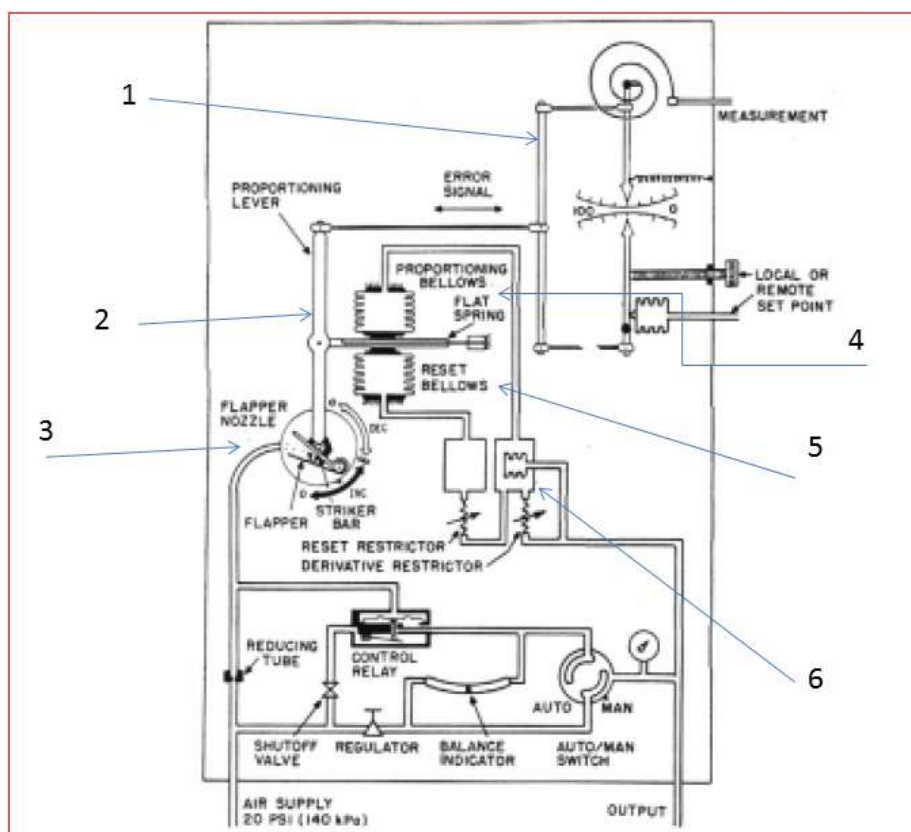 1
MEASUREMENT
ERROR
SIGNAL
PROPORTIONING
LEVER
100
0
PROPORTIONING
BELLOWS
FLAT
SPRING
LOCAL OR
REMOTE
SET POINT
2
4
RESET
BELLOWS
FLAPPER
NOZZLE
DEC
3
5
0
INC
STRIKER
BAR
FLAPPER
RESET RESTRICTOR
DERIVATIVE RESTRICTOR
REDUCING
TUBE
CONTROL
RELAY
6
AUTO
MAN
SHUTOFF
VALVE
REGULATOR
BALANCE
INDICATOR
AUTO/MAN
SWITCH
AIR SUPPLY
20 PSI (140 kPa)
OUTPUT